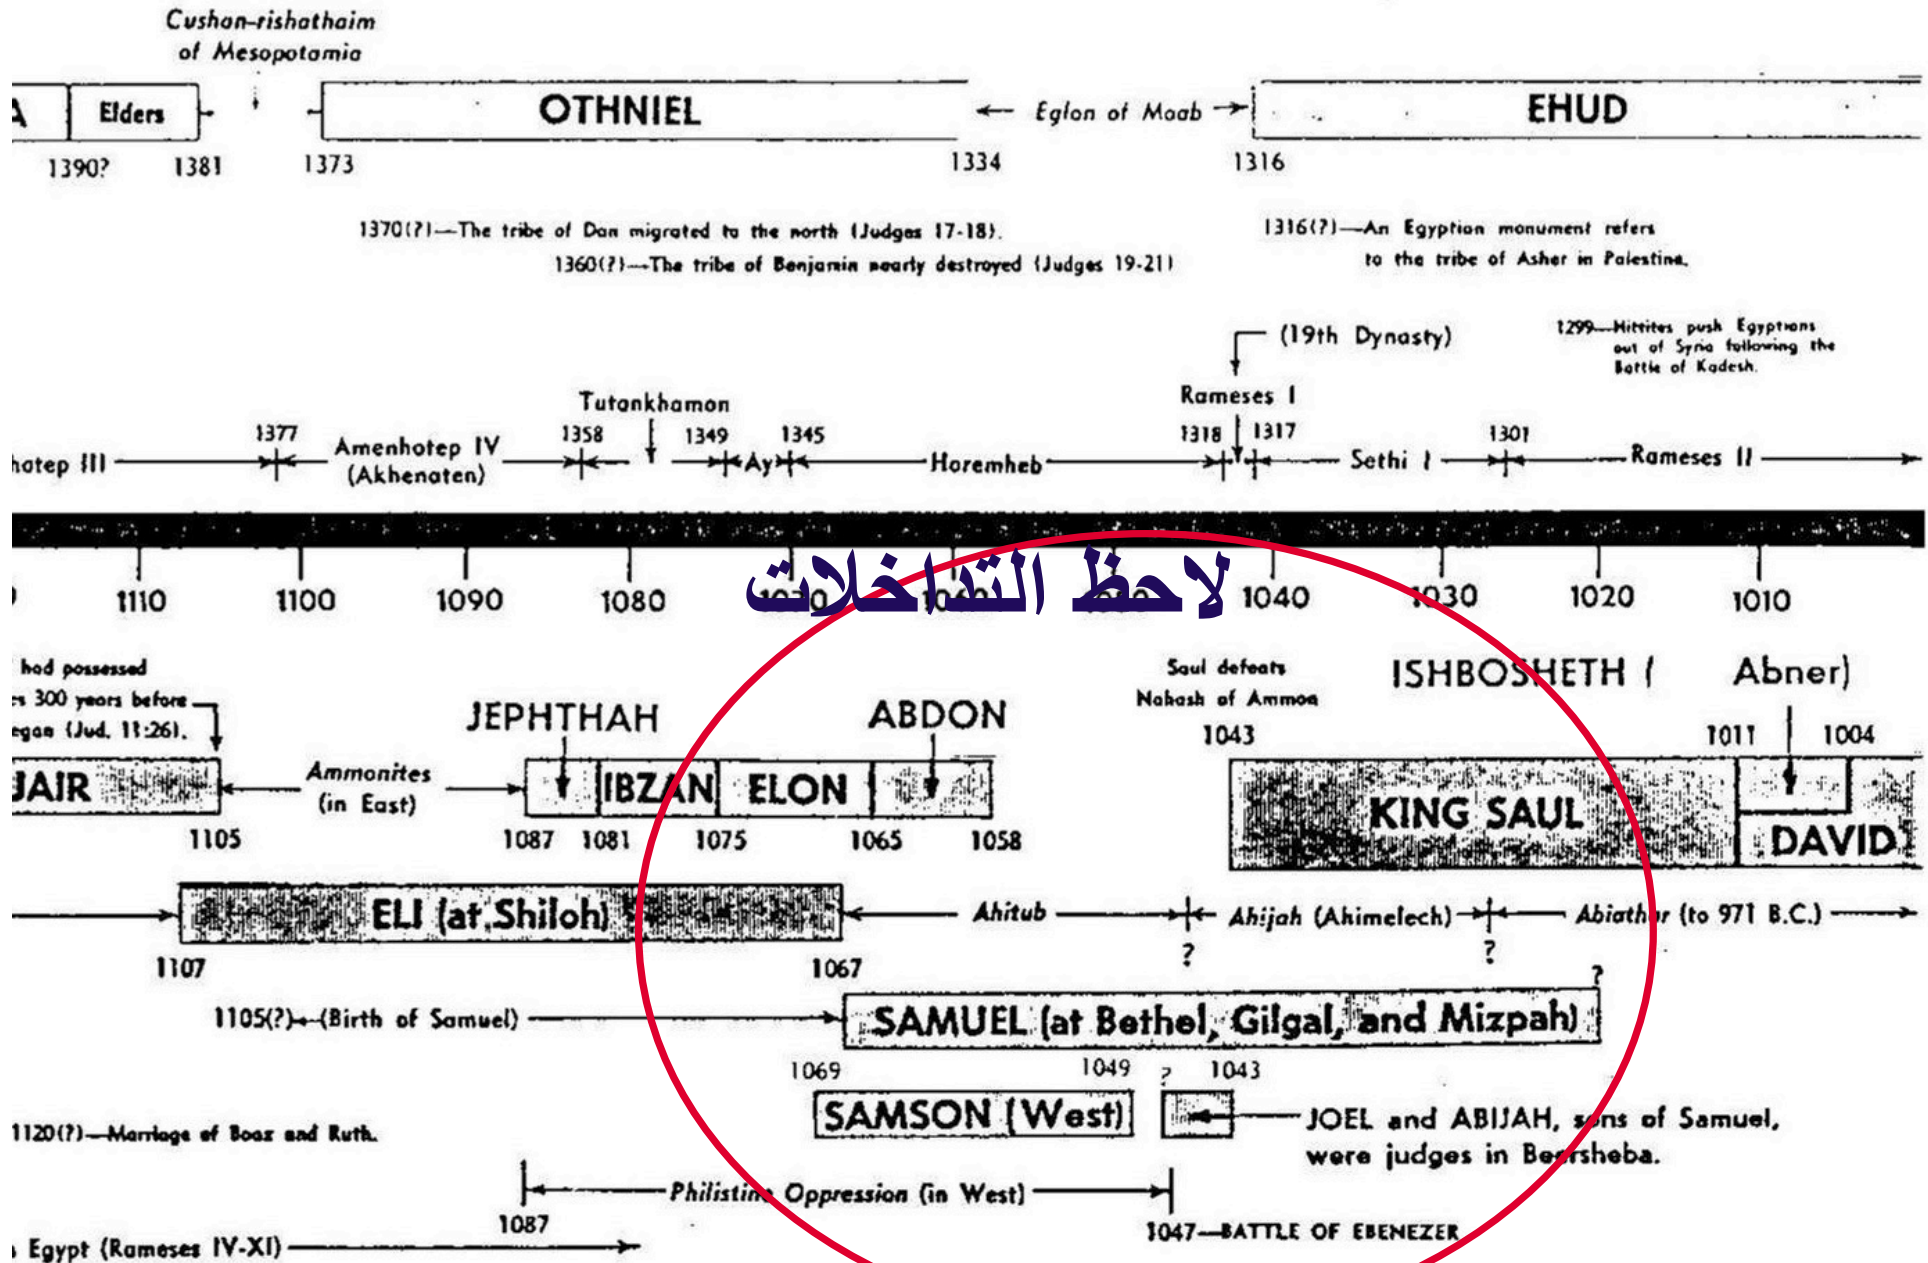 Cushan-rishathaim
of Mesopotamia
A Elders OTHNIEL Eglon of Moab EHUD
1390? 1381 1373 1334 1316
1370(?)—The tribe of Dan migrated to the north (Judges 17-18).
1360(?)—The tribe of Benjamin nearly destroyed (Judges 19-21)
1316(?)—An Egyptian monument refers
to the tribe of Asher in Palestine.
(19th Dynasty)
1299—Hittites push Egyptians
out of Syria following the
Battle of Kadesh.
Tutankhamon
Rameses I
1377 1358 1349 1345 1318 1317 1301
hotep III Amenhotep IV Ay Horemheb Sethi I Rameses II
(Akhenaten)
لاحظ التداخلات
1110 1100 1090 1080 1040 1030 1020 1010
had possessed
es 300 years before
egan (Jud. 11:26).
Saul defeats
Nahash of Ammon
ISHBOSHETH ( Abner)
JEPHTHAH ABDON
1043 1011 1004
JAIR Ammonites IBZAN ELON KING SAUL DAVID
(in East)
1105 1087 1081 1075 1065 1058
ELI (at Shiloh) Ahitub Ahijah (Ahimelech) Abiathar (to 971 B.C.)
? ?
1107 1067 ?
1105(?) (Birth of Samuel) SAMUEL (at Bethel, Gilgal, and Mizpah)
1069 1049 ? 1043
SAMSON (West)
JOEL and ABIJAH, sons of Samuel,
were judges in Beersheba.
1120(?)—Marriage of Boaz and Ruth.
Philistine Oppression (in West)
1087 1047—BATTLE OF EBENEZER
Egypt (Rameses IV-XI)